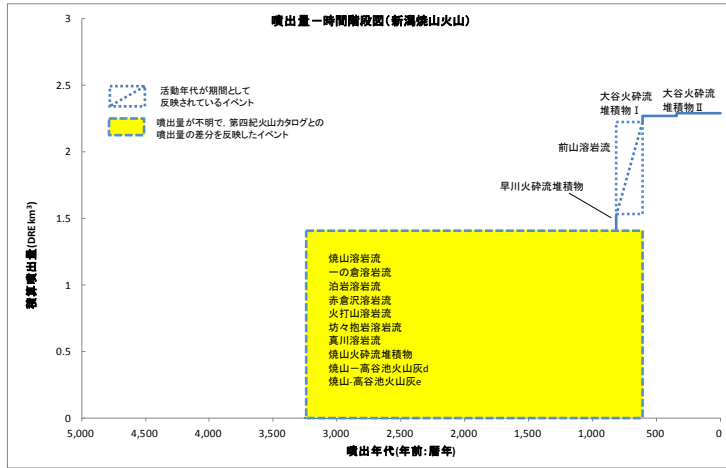 噴出量－時間階段図(新潟焼山火山)
3
2.5
2
1.5
1
0.5
0
積算噴出量(DRE km³)
活動年代が期間として
反映されているイベント
噴出量が不明で，第四紀火山カタログとの
噴出量の差分を反映したイベント
大谷火砕流
堆積物Ⅰ
大谷火砕流
堆積物Ⅱ
前山溶岩流
早川火砕流堆積物
焼山溶岩流
一の倉溶岩流
泊岩溶岩流
赤倉沢溶岩流
火打山溶岩流
坊々抱岩溶岩流
真川溶岩流
焼山火砕流堆積物
焼山－高谷池火山灰d
焼山-高谷池火山灰e
5,000
4,000
3,500
3,000
2,500
2,000
1,500
1,000
500
0
噴出年代(年前：暦年)